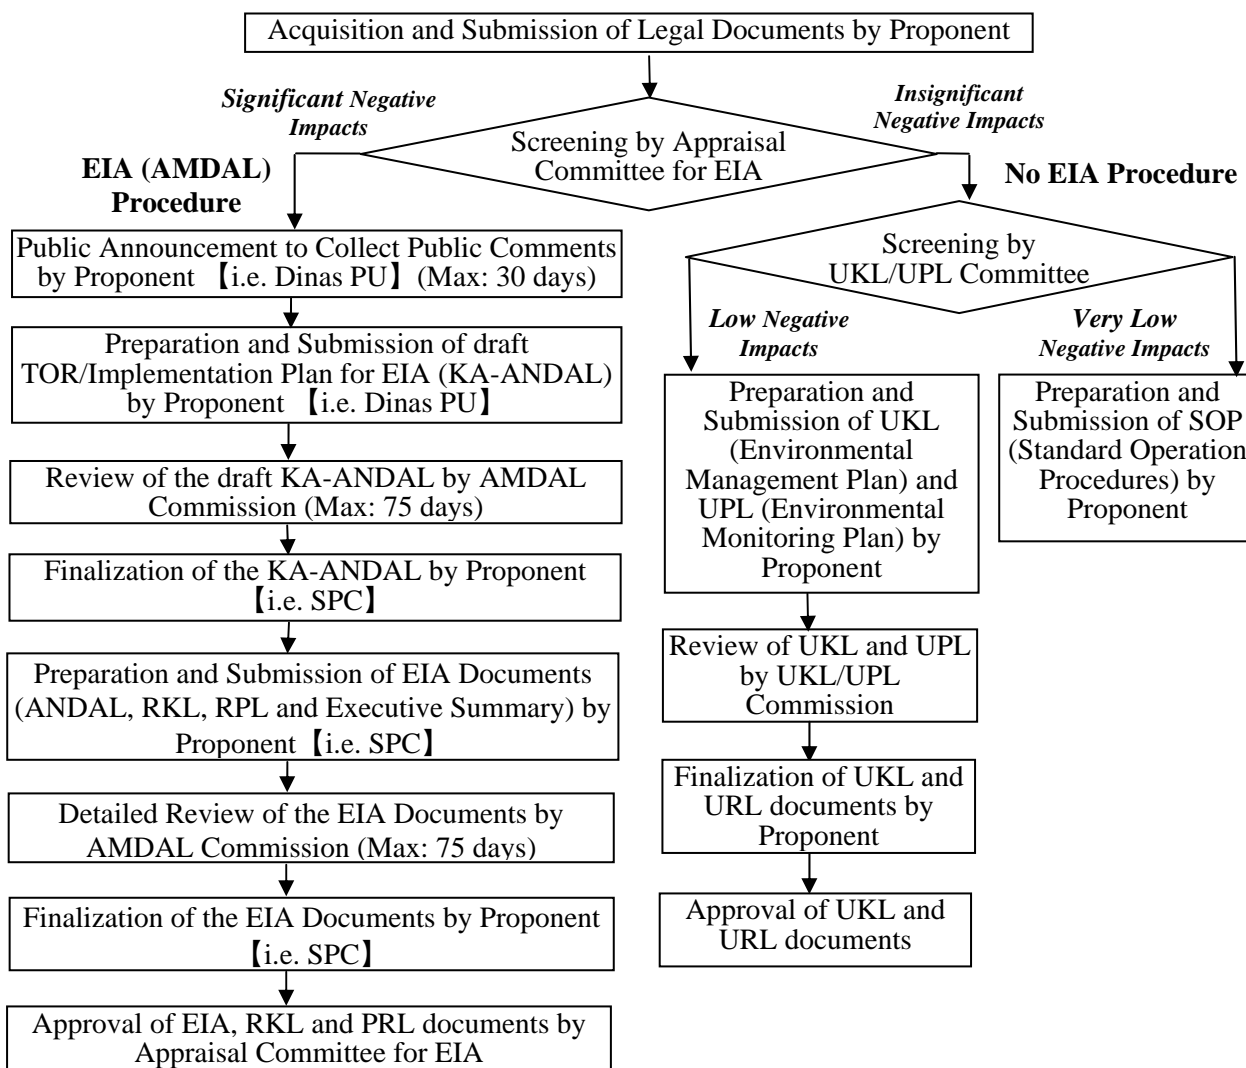 Acquisition and Submission of Legal Documents by Proponent
Significant Negative
Impacts
Insignificant
Negative Impacts
Screening by Appraisal
Committee for EIA
EIA (AMDAL)
Procedure
No EIA Procedure
Public Announcement to Collect Public Comments
by Proponent 【i.e. Dinas PU】(Max: 30 days)
Preparation and Submission of draft
TOR/Implementation Plan for EIA (KA-ANDAL)
by Proponent 【i.e. Dinas PU】
Review of the draft KA-ANDAL by AMDAL
Commission (Max: 75 days)
Finalization of the KA-ANDAL by Proponent
【i.e. SPC】
Preparation and Submission of EIA Documents
(ANDAL, RKL, RPL and Executive Summary) by
Proponent【i.e. SPC】
Detailed Review of the EIA Documents by
AMDAL Commission (Max: 75 days)
Finalization of the EIA Documents by Proponent
【i.e. SPC】
Approval of EIA, RKL and PRL documents by
Appraisal Committee for EIA
Screening by
UKL/UPL Committee
Low Negative
Impacts
Very Low
Negative Impacts
Preparation and
Submission of UKL
(Environmental
Management Plan) and
UPL (Environmental
Monitoring Plan) by
Proponent
Review of UKL and UPL
by UKL/UPL
Commission
Finalization of UKL and
URL documents by
Proponent
Approval of UKL and
URL documents
Preparation and
Submission of SOP
(Standard Operation
Procedures) by
Proponent